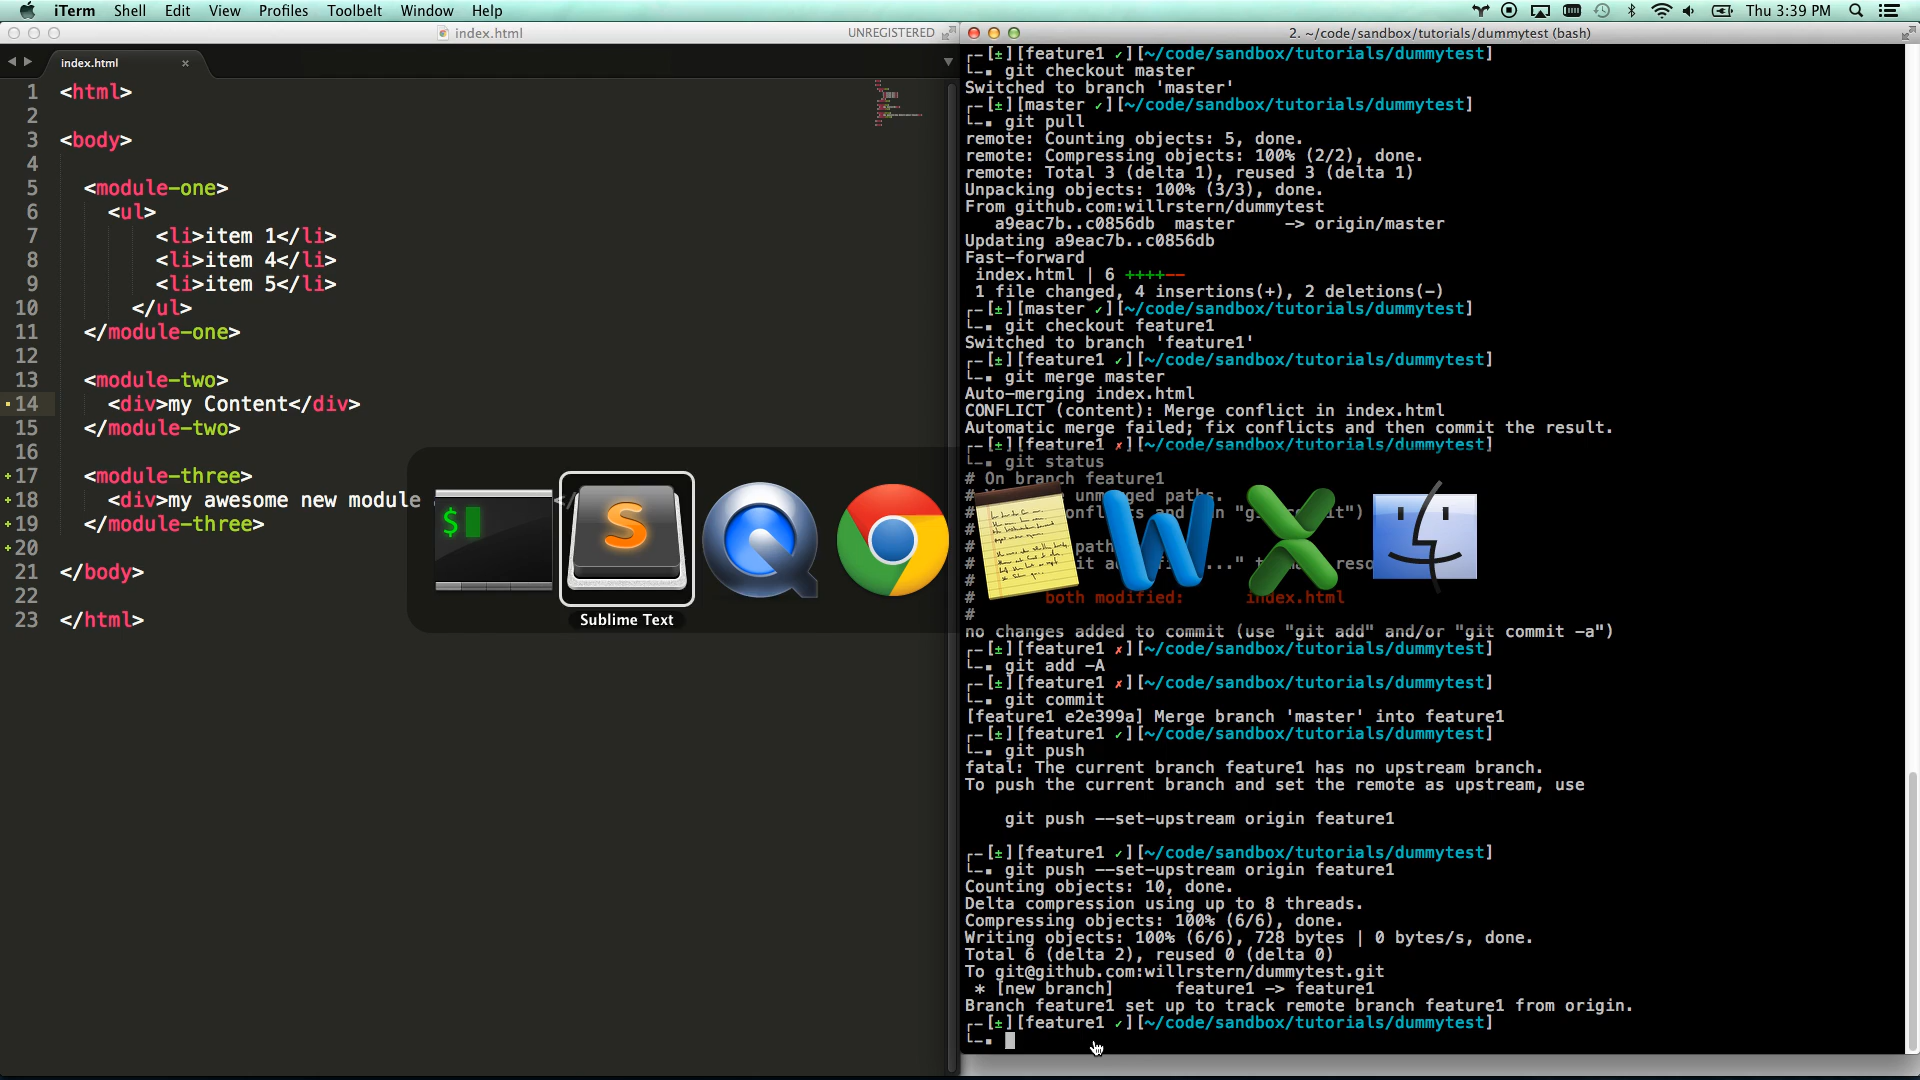 iTerm Shell Edit View Profiles Toolbelt Window Help
Thu 3:39 PM
index.html
UNREGISTERED
index.html
1 <html>
2
3 <body>
4
5 <module-one>
6 <ul>
7 <li>item 1</li>
8 <li>item 4</li>
9 <li>item 5</li>
10 </ul>
11 </module-one>
12
13 <module-two>
14 <div>my Content</div>
15 </module-two>
16
17 <module-three>
18 <div>my awesome new module
19 </module-three>
20
21 </body>
22
23 </html>
Sublime Text
2. ~/code/sandbox/tutorials/dummytest (bash)
[±][feature1 ✓][~/code/sandbox/tutorials/dummytest]
git checkout master
Switched to branch 'master'
[±][master ✓][~/code/sandbox/tutorials/dummytest]
git pull
remote: Counting objects: 5, done.
remote: Compressing objects: 100% (2/2), done.
remote: Total 3 (delta 1), reused 3 (delta 1)
Unpacking objects: 100% (3/3), done.
From github.com:willrstern/dummytest
a9eac7b..c0856db master -> origin/master
Updating a9eac7b..c0856db
Fast-forward
index.html | 6 ++++--
1 file changed, 4 insertions(+), 2 deletions(-)
[±][master ✓][~/code/sandbox/tutorials/dummytest]
git checkout feature1
Switched to branch 'feature1'
[±][feature1 ✓][~/code/sandbox/tutorials/dummytest]
git merge master
Auto-merging index.html
CONFLICT (content): Merge conflict in index.html
Automatic merge failed; fix conflicts and then commit the result.
[±][feature1 ✗][~/code/sandbox/tutorials/dummytest]
git status
# On branch feature1
# both modified: index.html
#
no changes added to commit (use "git add" and/or "git commit -a")
[±][feature1 ✗][~/code/sandbox/tutorials/dummytest]
git add -A
[±][feature1 ✗][~/code/sandbox/tutorials/dummytest]
git commit
[feature1 e2e399a] Merge branch 'master' into feature1
[±][feature1 ✓][~/code/sandbox/tutorials/dummytest]
git push
fatal: The current branch feature1 has no upstream branch.
To push the current branch and set the remote as upstream, use
git push --set-upstream origin feature1
[±][feature1 ✓][~/code/sandbox/tutorials/dummytest]
git push --set-upstream origin feature1
Counting objects: 10, done.
Delta compression using up to 8 threads.
Compressing objects: 100% (6/6), done.
Writing objects: 100% (6/6), 728 bytes | 0 bytes/s, done.
Total 6 (delta 2), reused 0 (delta 0)
To git@github.com:willrstern/dummytest.git
* [new branch] feature1 -> feature1
Branch feature1 set up to track remote branch feature1 from origin.
[±][feature1 ✓][~/code/sandbox/tutorials/dummytest]